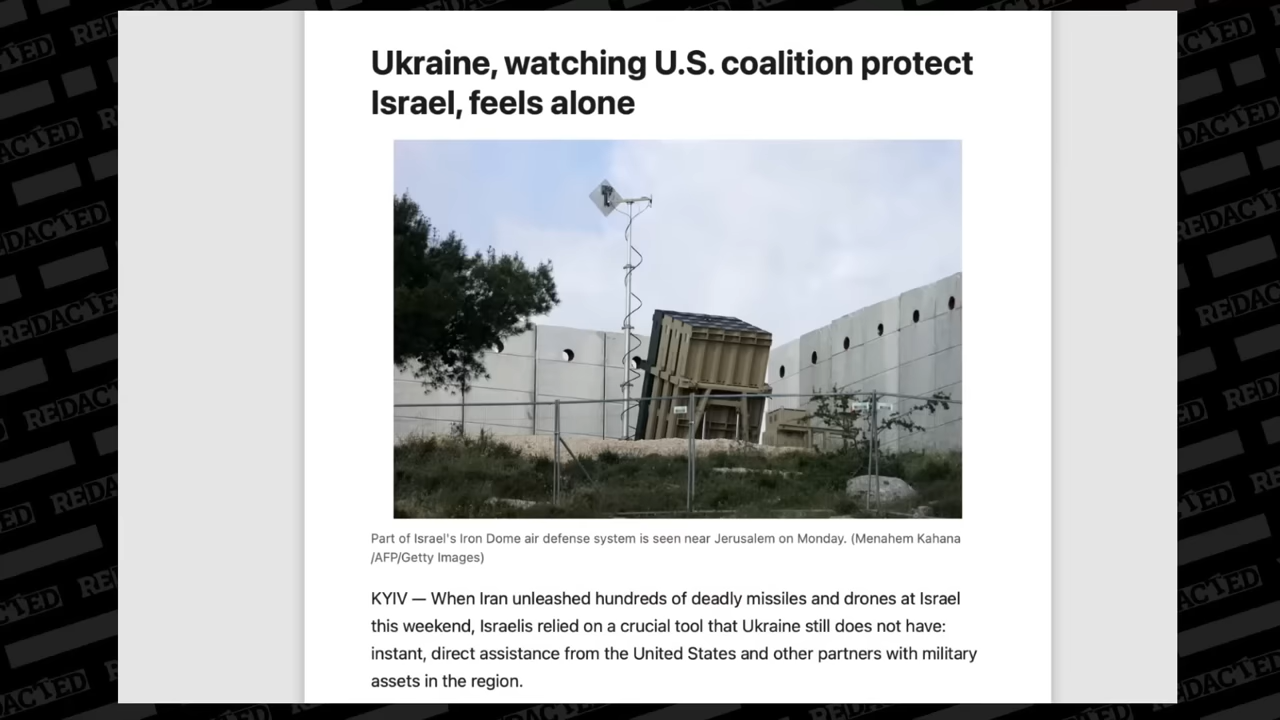 Ukraine, watching U.S. coalition protect
Israel, feels alone
Part of Israel's Iron Dome air defense system is seen near Jerusalem on Monday. (Menahem Kahana
/AFP/Getty Images)
KYIV — When Iran unleashed hundreds of deadly missiles and drones at Israel
this weekend, Israelis relied on a crucial tool that Ukraine still does not have:
instant, direct assistance from the United States and other partners with military
assets in the region.
REDACTED